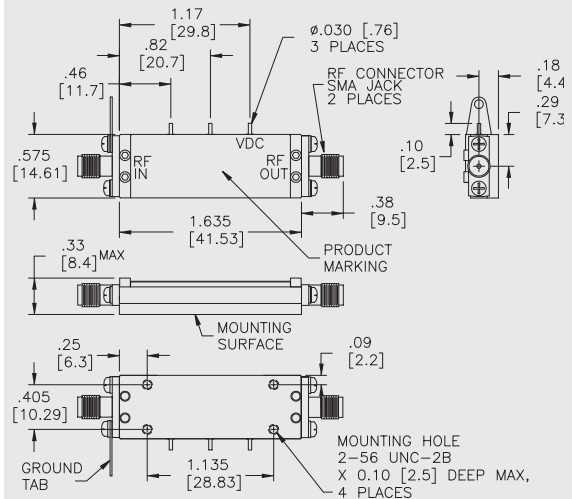 1.17
[29.8]
ø.030 [.76]
3 PLACES
.82
[20.7]
.46
[11.7]
RF CONNECTOR
SMA JACK
2 PLACES
.18
[4.4
.29
[7.3
.10
[2.5]
VDC
RF
IN
RF
OUT
.575
[14.61]
.38
[9.5]
1.635
[41.53]
PRODUCT
MARKING
.33 MAX
[8.4]
MOUNTING
SURFACE
.25
[6.3]
.09
[2.2]
.405
[10.29]
MOUNTING HOLE
2-56 UNC-2B
X 0.10 [2.5] DEEP MAX,
4 PLACES
GROUND
TAB
1.135
[28.83]